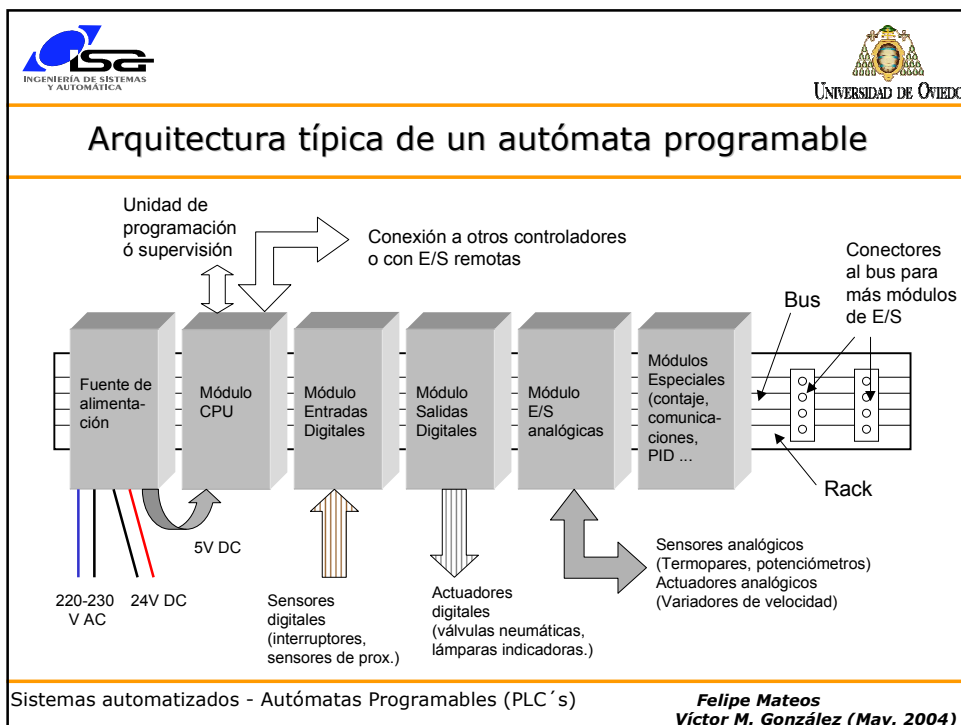 isa
INGENIERÍA DE SISTEMAS
Y AUTOMÁTICA
UNIVERSIDAD DE OVIEDO
Arquitectura típica de un autómata programable
Unidad de
programación
ó supervisión
Conexión a otros controladores
o con E/S remotas
Conectores
al bus para
más módulos
de E/S
Bus
Fuente de
alimenta-
ción
Módulo
CPU
Módulo
Entradas
Digitales
Módulo
Salidas
Digitales
Módulo
E/S
analógicas
Módulos
Especiales
(contaje,
comunica-
ciones,
PID ...
Rack
5V DC
220-230
V AC
24V DC
Sensores
digitales
(interruptores,
sensores de prox.)
Actuadores
digitales
(válvulas neumáticas,
lámparas indicadoras.)
Sensores analógicos
(Termopares, potenciómetros)
Actuadores analógicos
(Variadores de velocidad)
Sistemas automatizados - Autómatas Programables (PLC´s)
Felipe Mateos
Víctor M. González (May. 2004)